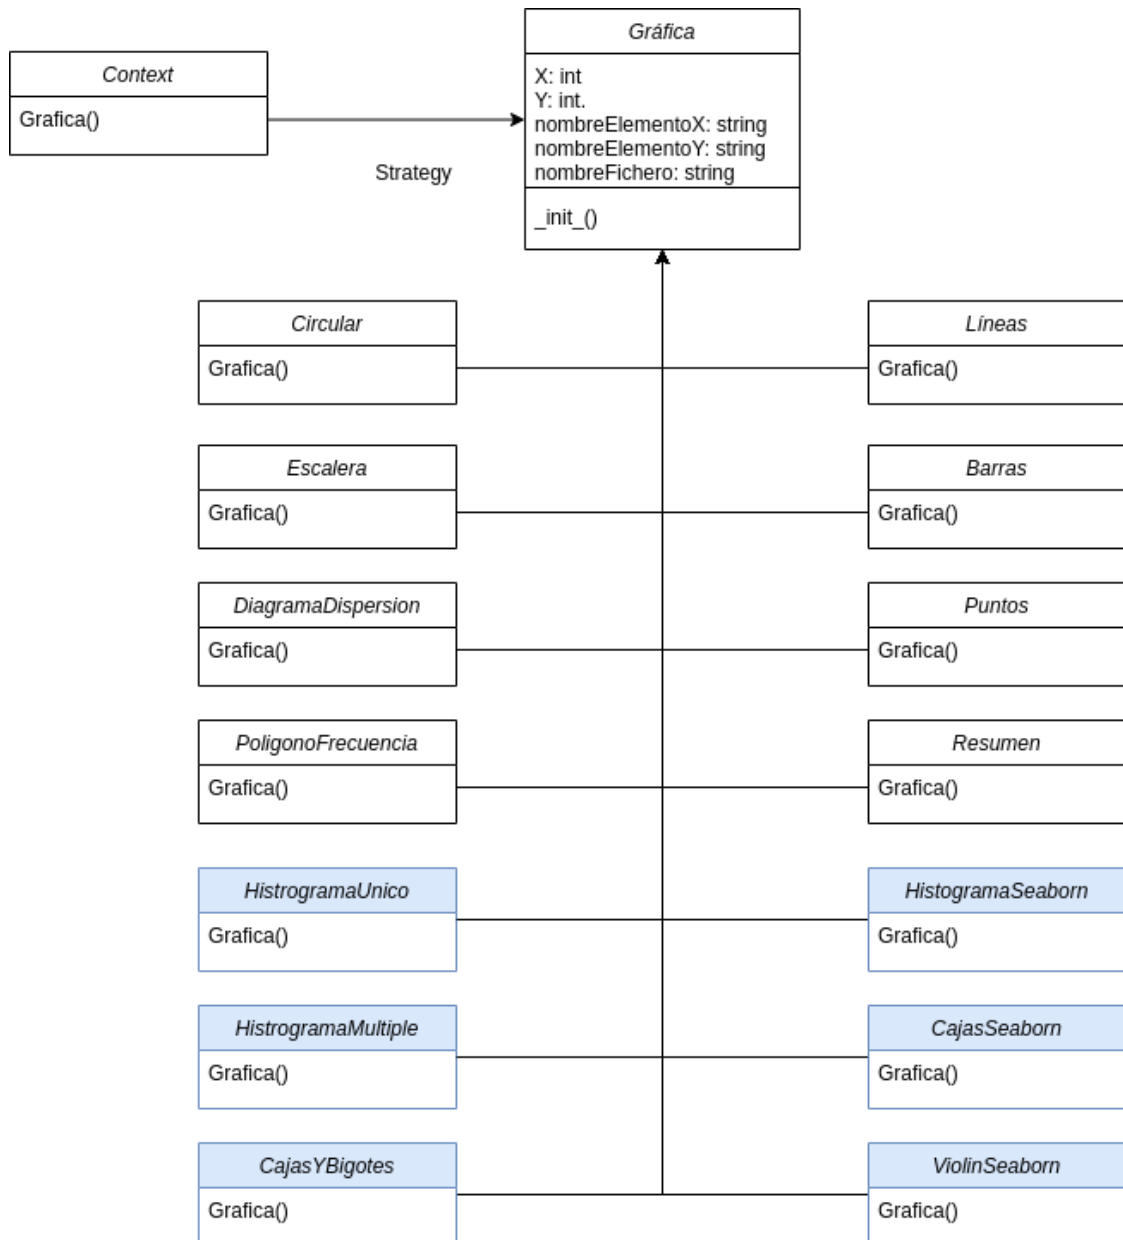 Context
Grafica()
Strategy
Gráfica
X: int
Y: int.
nombreElementoX: string
nombreElementoY: string
nombreFichero: string
_init_()
Circular
Grafica()
Líneas
Grafica()
Escalera
Grafica()
Barras
Grafica()
DiagramaDispersion
Grafica()
Puntos
Grafica()
PoligonoFrecuencia
Grafica()
Resumen
Grafica()
HistrogramaUnico
Grafica()
HistogramaSeaborn
Grafica()
HistrogramaMultiple
Grafica()
CajasSeaborn
Grafica()
CajasYBigotes
Grafica()
ViolinSeaborn
Grafica()